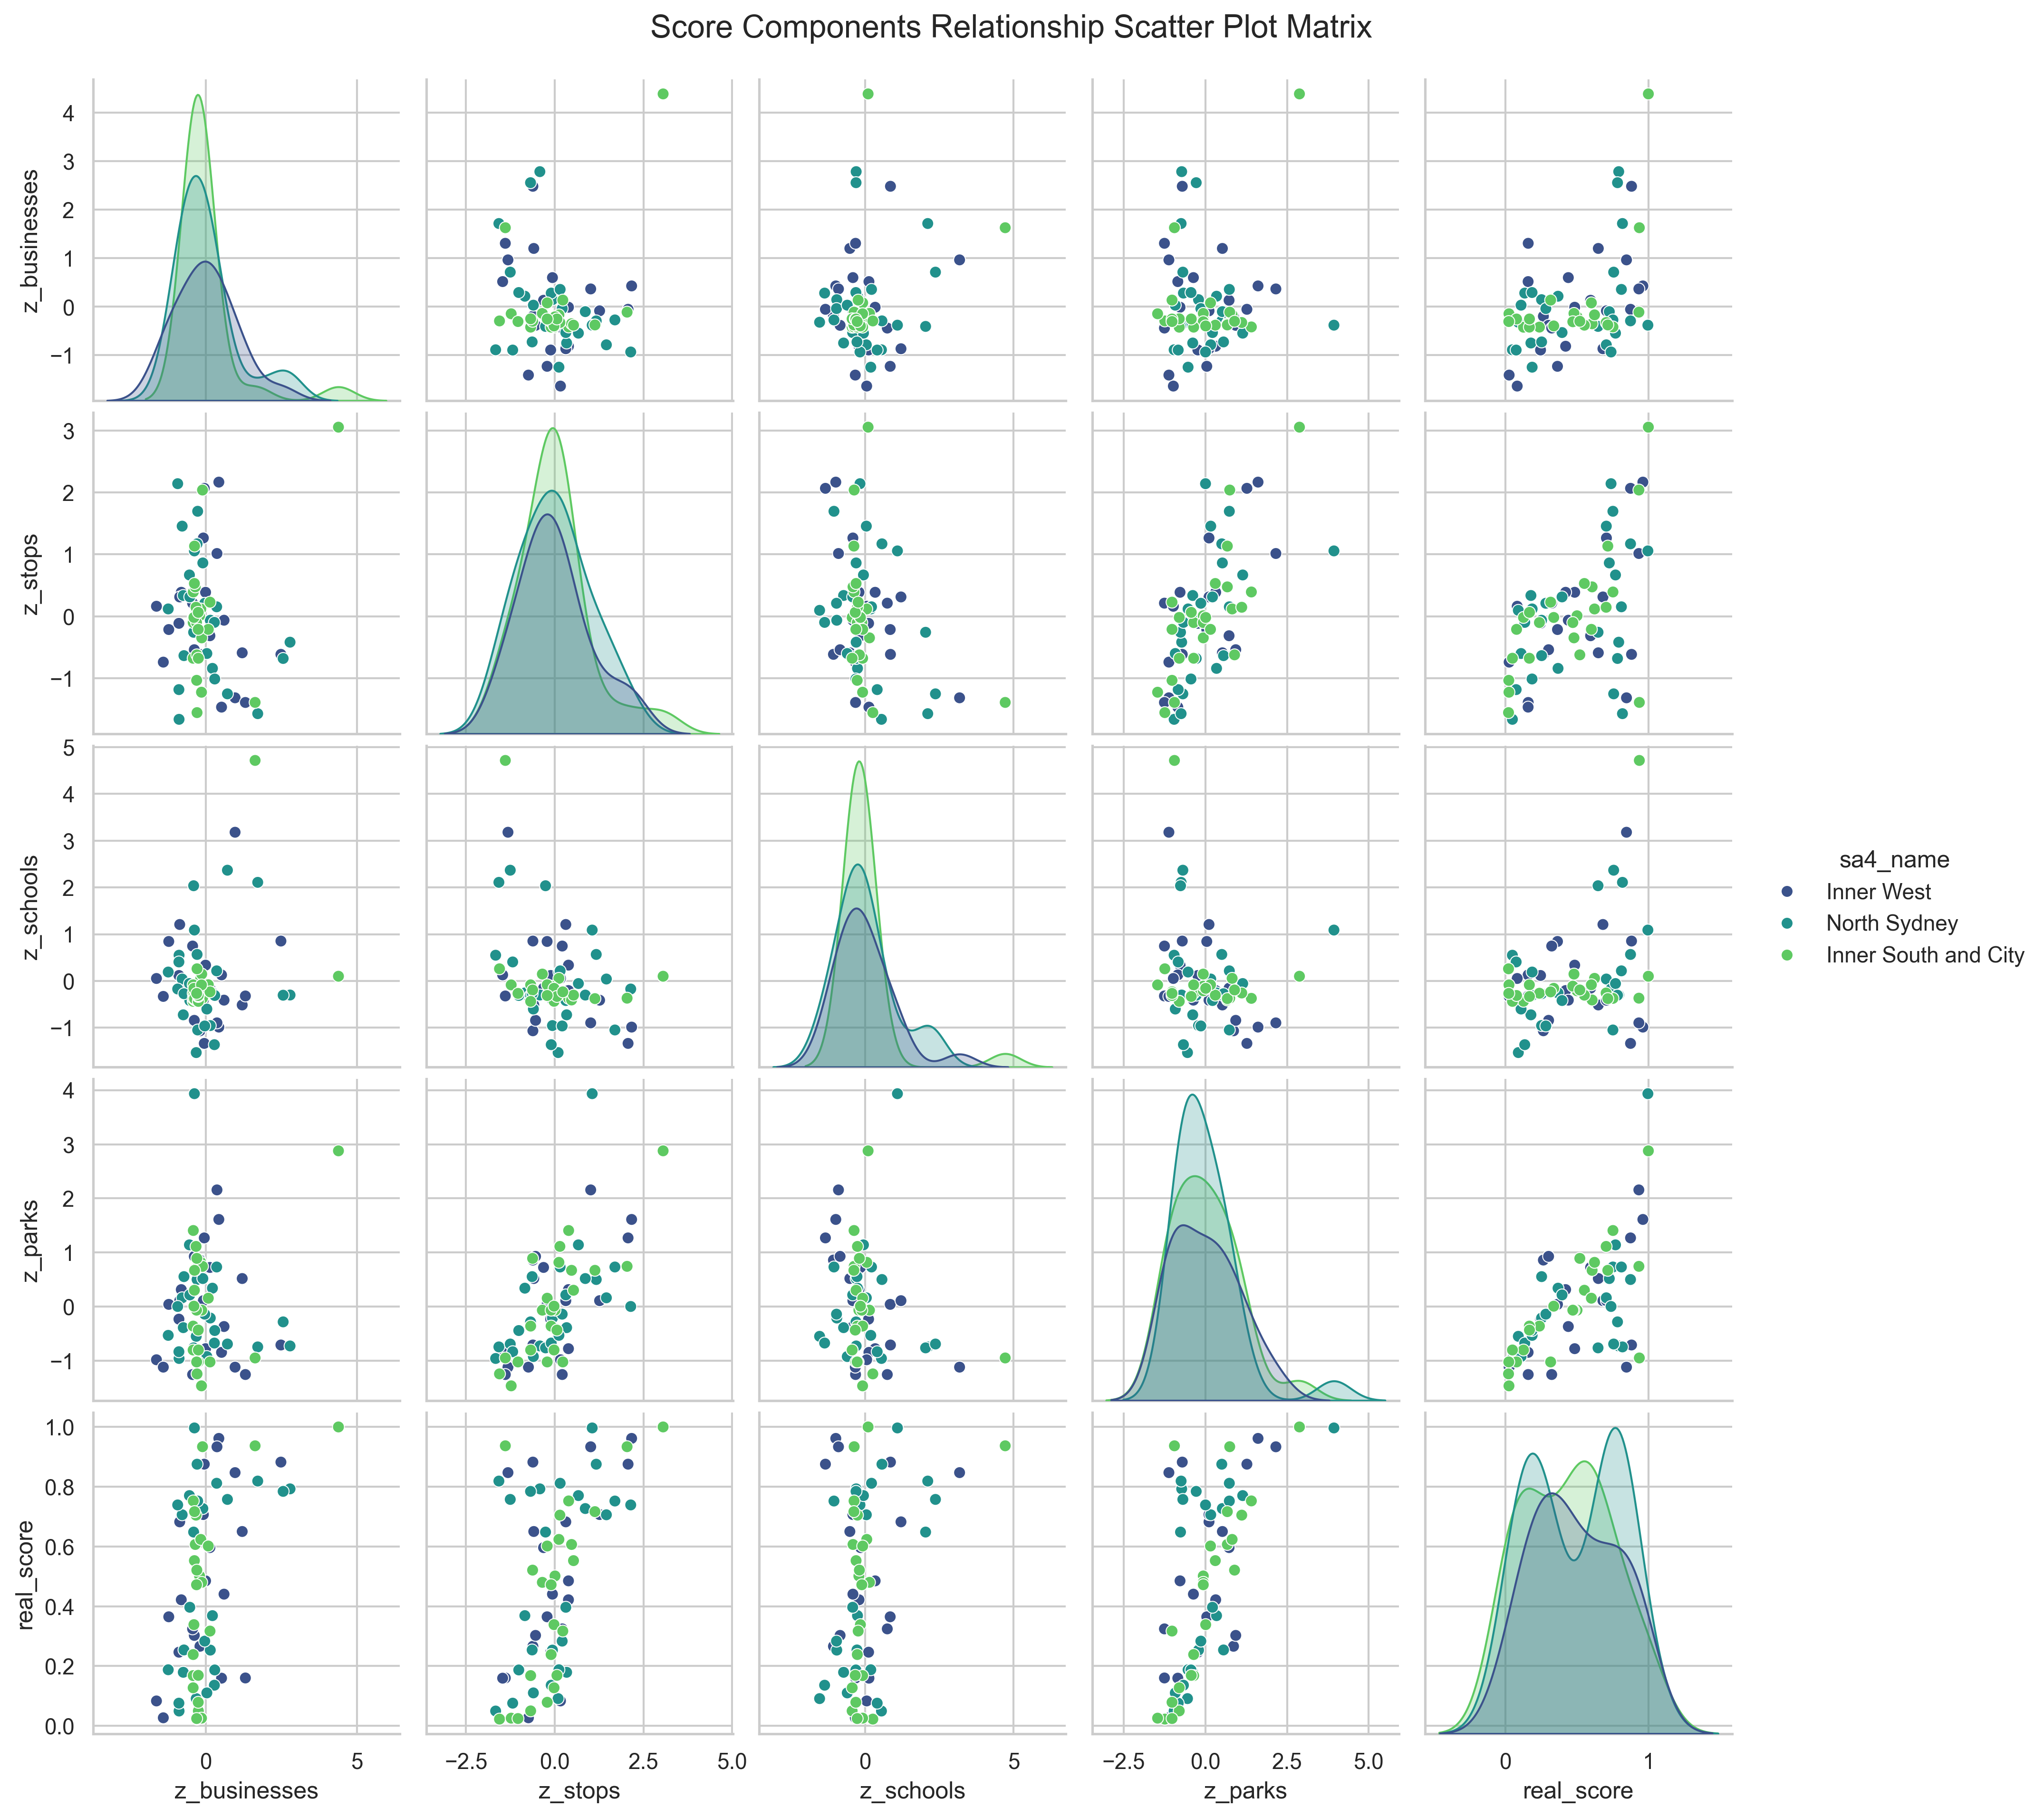 Score Components Relationship Scatter Plot Matrix
z_businesses
4
3
2
1
0
−1
z_stops
3
2
1
0
−1
z_schools
5
4
3
2
1
0
−1
z_parks
4
3
2
1
0
−1
real_score
1.0
0.8
0.6
0.4
0.2
0.0
0 5
z_businesses
−2.5 0.0 2.5 5.0
z_stops
0 5
z_schools
−2.5 0.0 2.5 5.0
z_parks
0 1
real_score
sa4_name
Inner West
North Sydney
Inner South and City